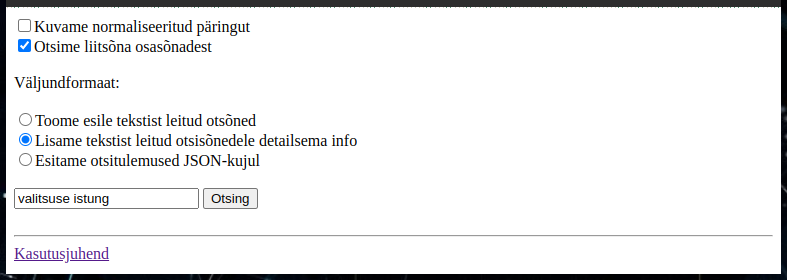 Kuvame normaliseeritud päringut
Otsime liitsõna osasõnadest
Väljundformaat:
Toome esile tekstist leitud otsõned
Lisame tekstist leitud otsisõnedele detailsema info
Esitame otsitulemused JSON-kujul
valitsuse istung Otsing
Kasutusjuhend